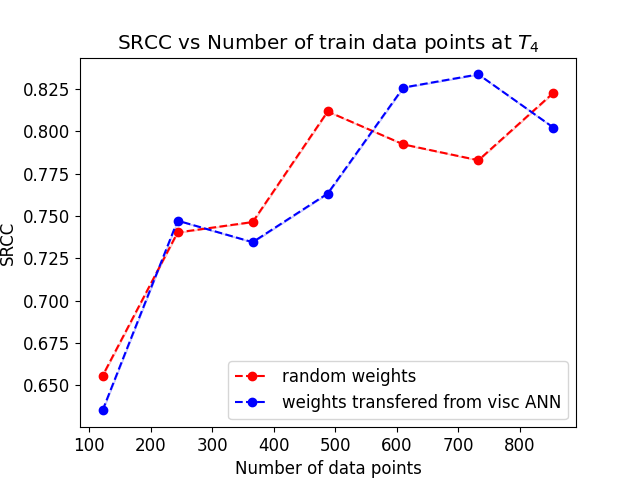 SRCC vs Number of train data points at T₄
0.825
0.800
0.775
0.750
0.725
0.700
0.675
0.650
SRCC
random weights
weights transfered from visc ANN
100 200 300 400 500 600 700 800
Number of data points